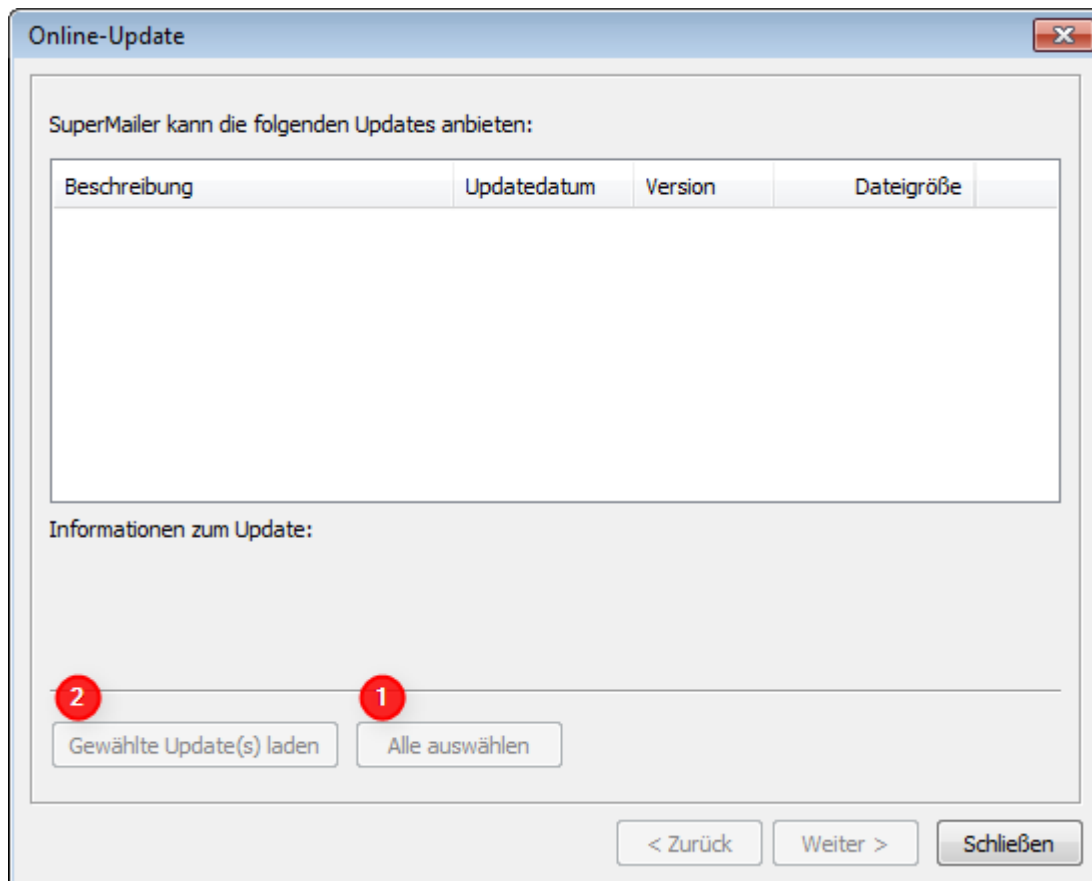 Online-Update
SuperMailer kann die folgenden Updates anbieten:
Beschreibung Updatedatum Version Dateigröße
Informationen zum Update:
2 1
Gewählte Update(s) laden Alle auswählen
< Zurück Weiter > Schließen